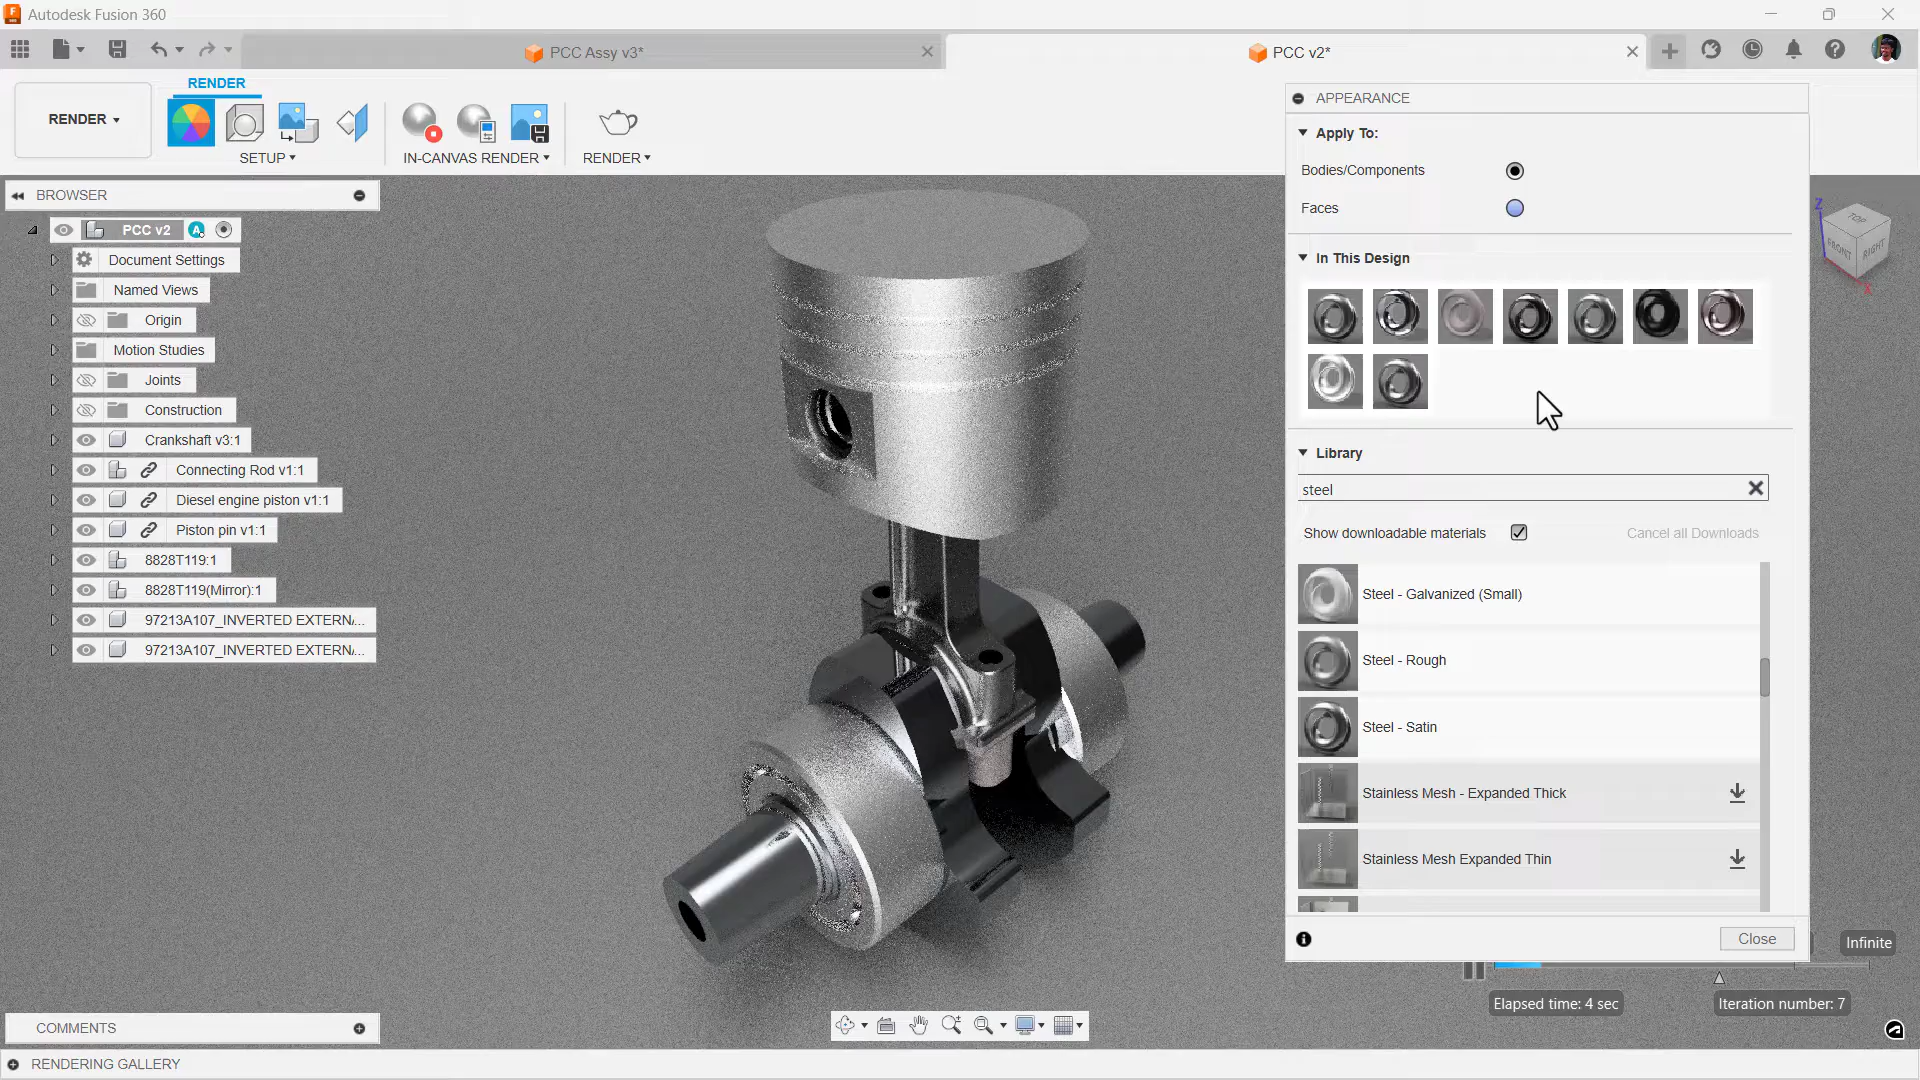 Autodesk Fusion 360
PCC Assy v3*
PCC v2*
RENDER
RENDER
SETUP
IN-CANVAS RENDER
RENDER
BROWSER
PCC v2
Document Settings
Named Views
Origin
Motion Studies
Joints
Construction
Crankshaft v3:1
Connecting Rod v1:1
Diesel engine piston v1:1
Piston pin v1:1
8828T119:1
8828T119(Mirror):1
97213A107_INVERTED EXTERN...
97213A107_INVERTED EXTERN...
COMMENTS
RENDERING GALLERY
APPEARANCE
Apply To:
Bodies/Components
Faces
In This Design
Library
steel
Show downloadable materials
Cancel all Downloads
Steel - Galvanized (Small)
Steel - Rough
Steel - Satin
Stainless Mesh - Expanded Thick
Stainless Mesh Expanded Thin
Close
Infinite
Elapsed time: 4 sec
Iteration number: 7
Z
TOP
FRONT
RIGHT
X